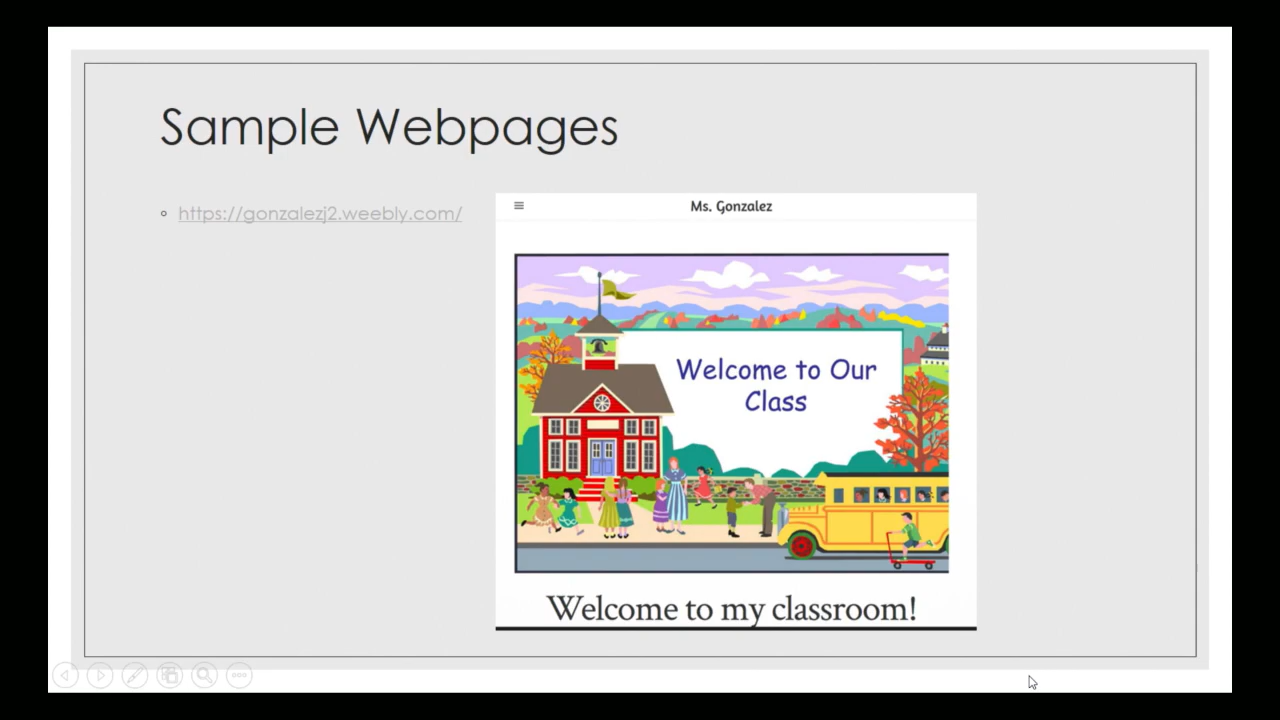 Sample Webpages
https://gonzalezj2.weebly.com/
Ms. Gonzalez
Welcome to Our
Class
Welcome to my classroom!